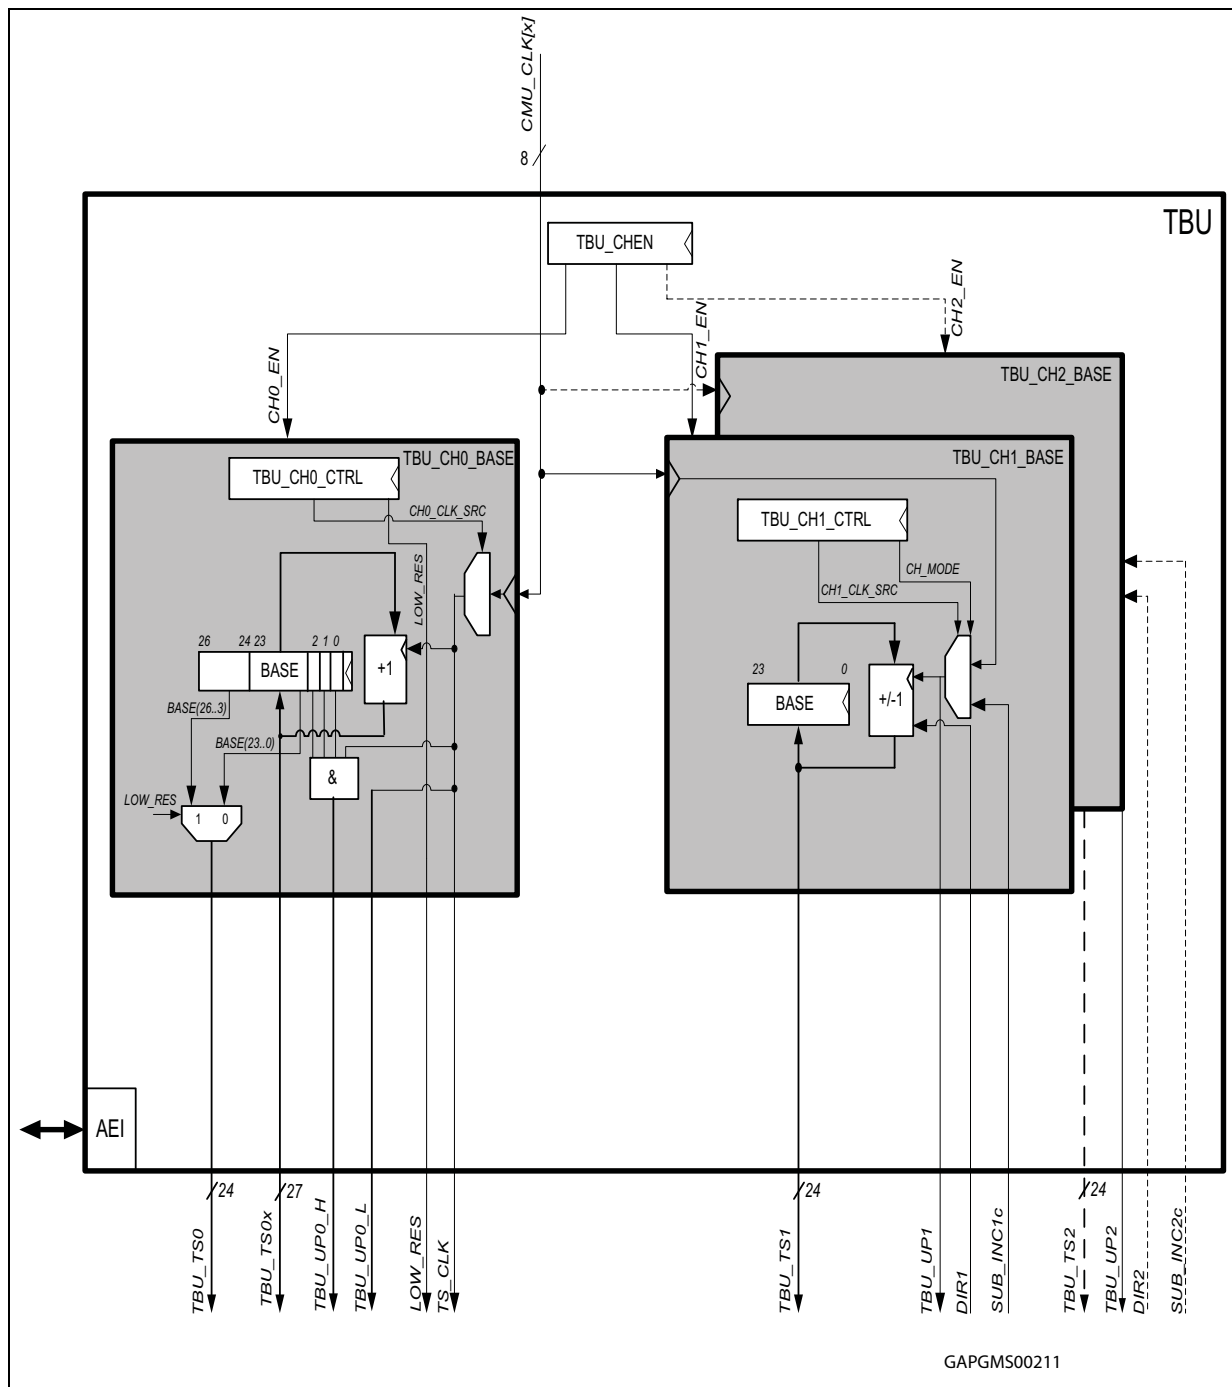 CMU_CLK[x]
8
TBU
TBU_CHEN
CH0_EN
CH1_EN
CH2_EN
TBU_CH2_BASE
TBU_CH0_BASE
TBU_CH1_BASE
TBU_CH0_CTRL
CH0_CLK_SRC
LOW_RES
TBU_CH1_CTRL
CH_MODE
CH1_CLK_SRC
26 24 23 2 1 0
BASE
+1
23 0
BASE
+/-1
BASE(26..3)
BASE(23..0)
&
LOW_RES
1 0
AEI
24
27
24
24
TBU_TS0
TBU_TS0x
TBU_UP0_H
TBU_UP0_L
LOW_RES
TS_CLK
TBU_TS1
TBU_UP1
DIR1
SUB_INC1c
TBU_TS2
TBU_UP2
DIR2
SUB_INC2c
GAPGMS00211